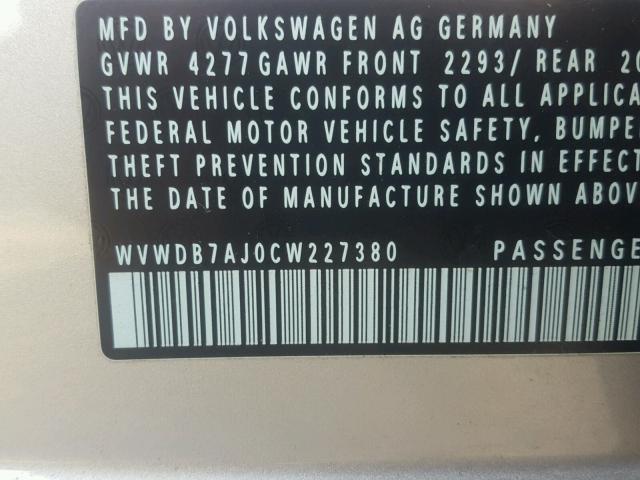 MFD BY VOLKSWAGEN AG GERMANY
GVWR 4277 GAWR FRONT 2293/ REAR 20
THIS VEHICLE CONFORMS TO ALL APPLICA
FEDERAL MOTOR VEHICLE SAFETY, BUMPE
THEFT PREVENTION STANDARDS IN EFFECT
THE DATE OF MANUFACTURE SHOWN ABOV
WVWDB7AJ0CW227380 PASSENGE